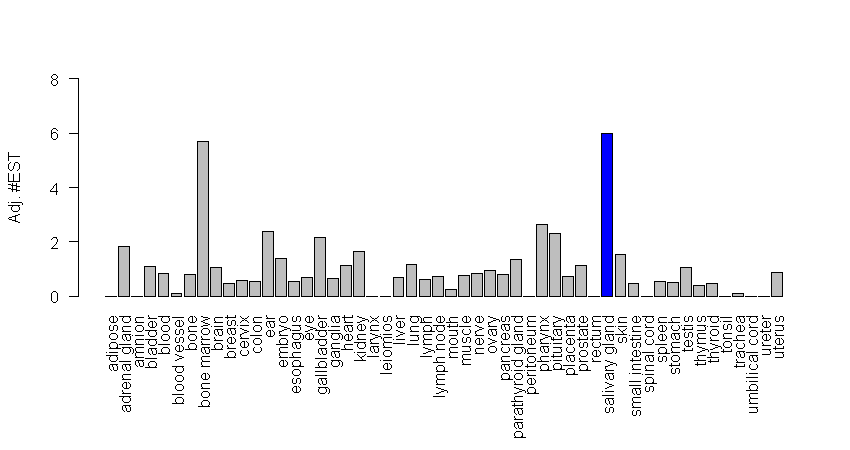 Adj. #EST
8
6
4
2
0
adipose
adrenal gland
amnion
bladder
blood
blood vessel
bone
bone marrow
brain
breast
cervix
colon
ear
embryo
esophagus
eye
gallbladder
ganglia
heart
kidney
larynx
leiomios
liver
lung
lymph
lymph node
mouth
muscle
nerve
ovary
pancreas
parathyroid gland
peritoneum
pharynx
pituitary
placenta
prostate
rectum
salivary gland
skin
small intestine
spinal cord
spleen
stomach
testis
thymus
thyroid
tonsil
trachea
umbilical cord
ureter
uterus